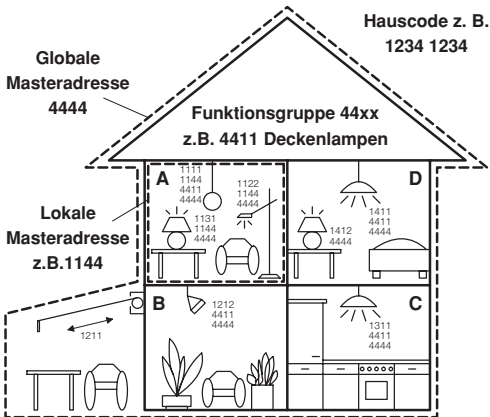 Hauscode z. B.
1234 1234
Globale
Masteradresse
4444
Funktionsgruppe 44xx
z.B. 4411 Deckenlampen
A
1111
1144
4411
4444
1122
1144
4444
1131
1144
4444
D
1411
4411
4444
1412
4444
Lokale
Masteradresse
z.B.1144
B
1212
4411
4444
1211
C
1311
4411
4444